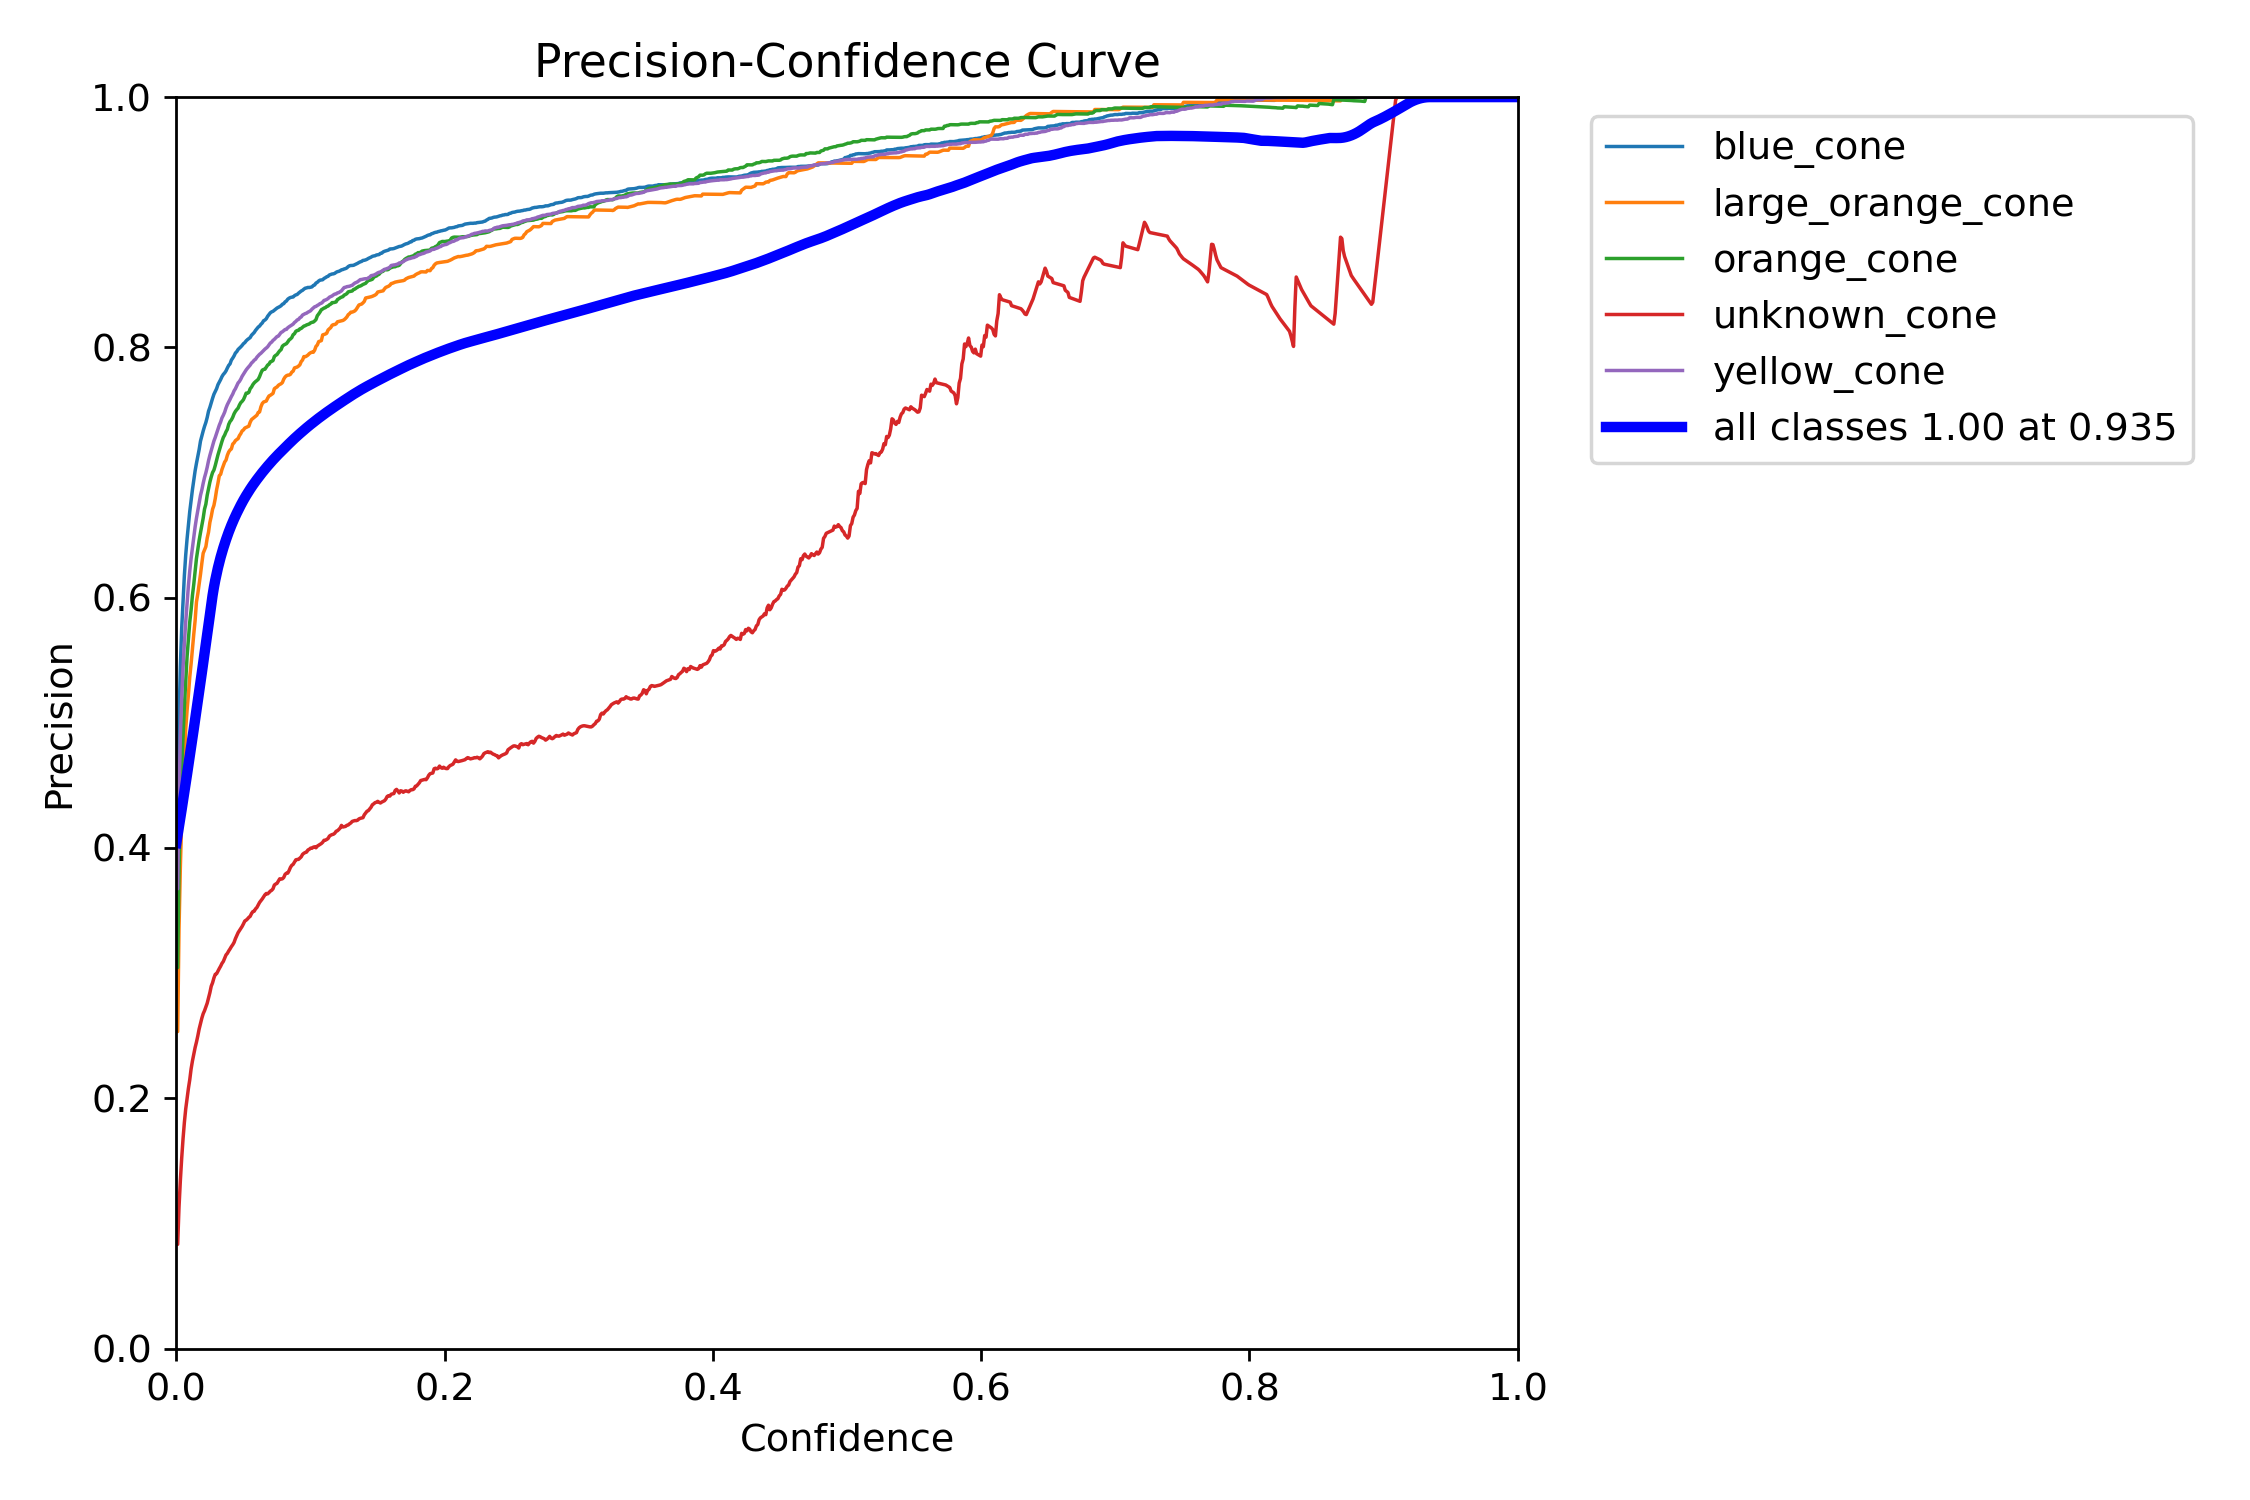 Precision-Confidence Curve
1.0
0.8
0.6
0.4
0.2
0.0
Precision
0.0 0.2 0.4 0.6 0.8 1.0
Confidence
blue_cone
large_orange_cone
orange_cone
unknown_cone
yellow_cone
all classes 1.00 at 0.935